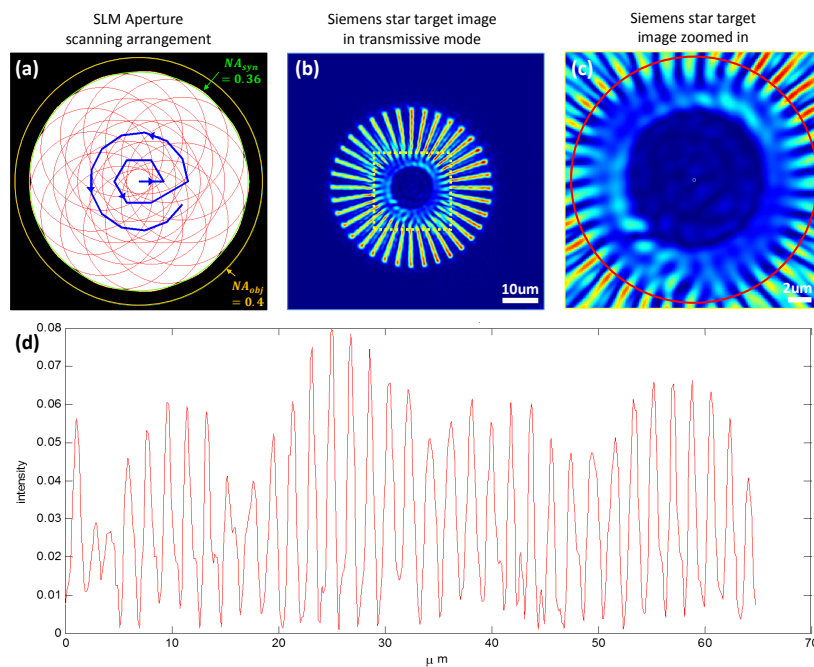 SLM Aperture
scanning arrangement
Siemens star target image
in transmissive mode
Siemens star target
image zoomed in
(a)
NAsyn
= 0.36
NAobj
= 0.4
(b)
10um
(c)
2um
(d)
0.08
0.07
0.06
0.05
0.04
0.03
0.02
0.01
0
intensity
0
10
20
30
40
50
60
70
μ m